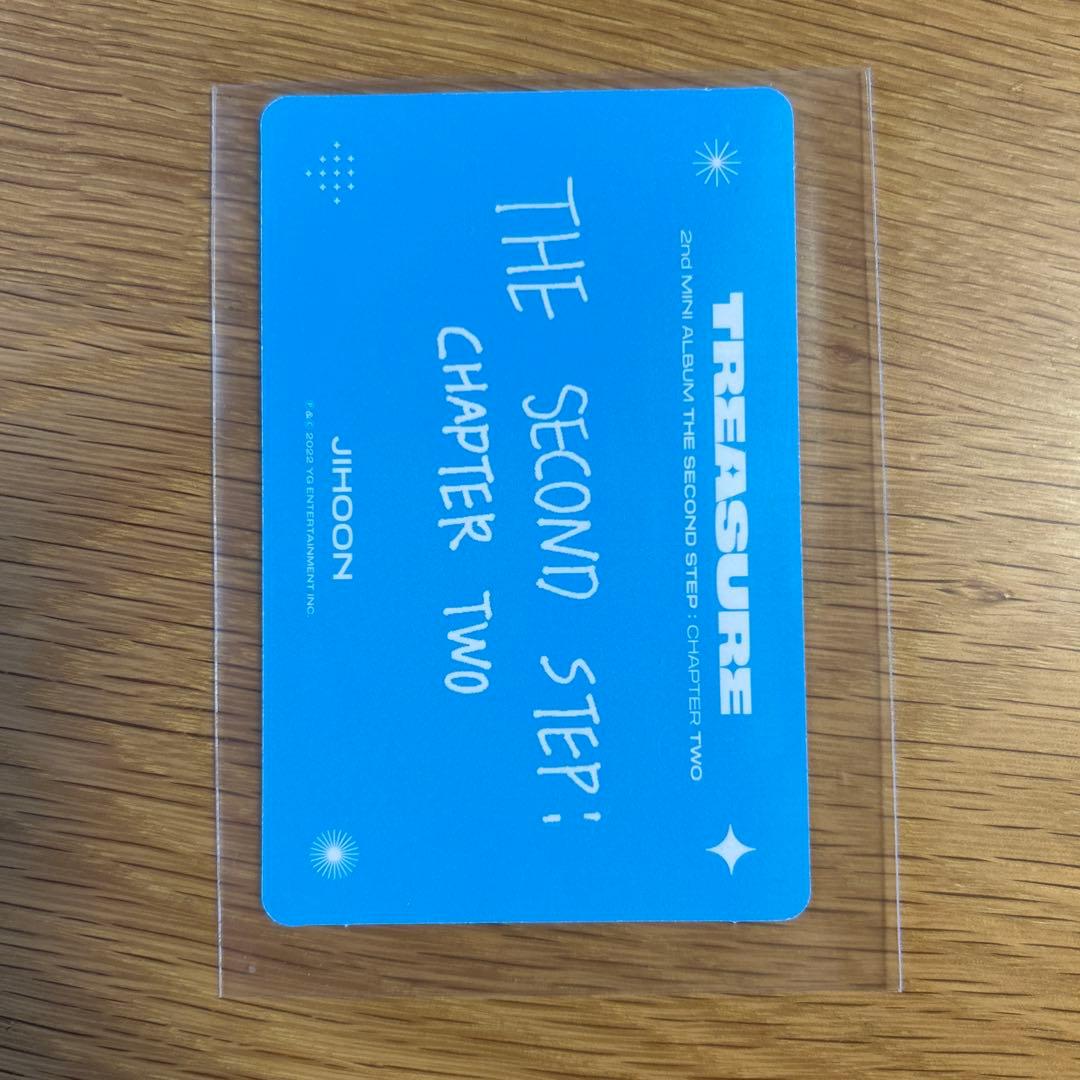 TREASURE
2nd MINI ALBUM THE SECOND STEP : CHAPTER TWO
THE SECOND STEP:
CHAPTER TWO
JIHOON
℗ & © 2022 YG ENTERTAINMENT INC.